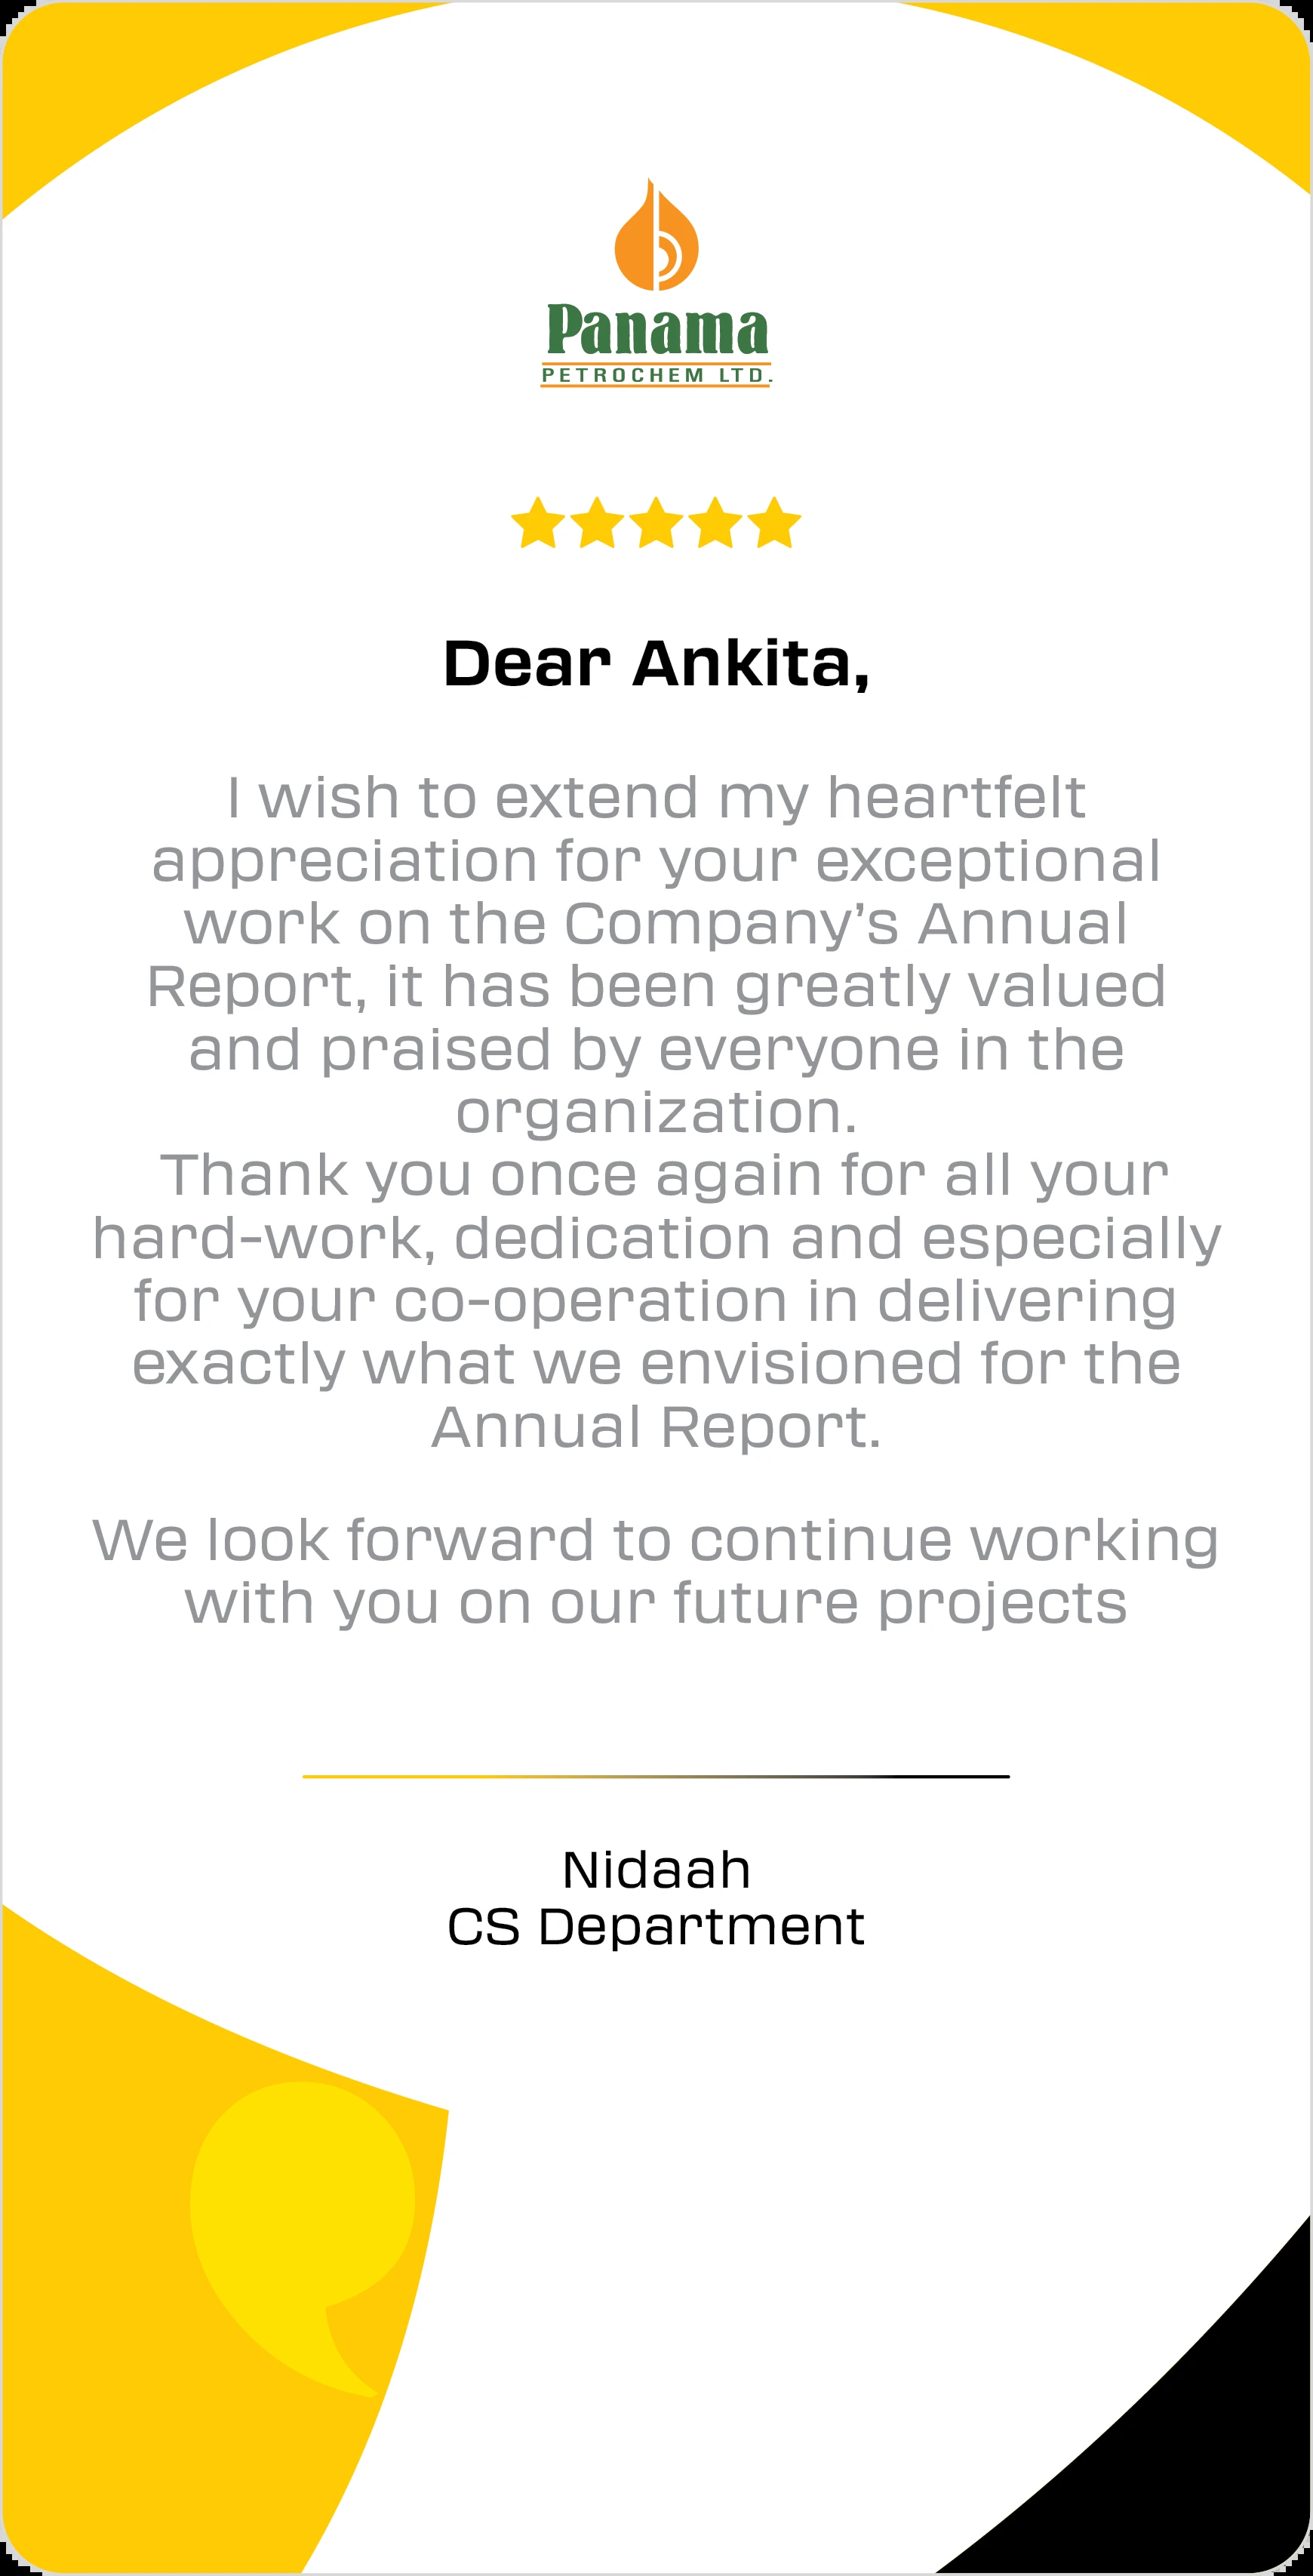 Panama
PETROCHEM LTD.
Dear Ankita,
I wish to extend my heartfelt
appreciation for your exceptional
work on the Company’s Annual
Report, it has been greatly valued
and praised by everyone in the
organization.
Thank you once again for all your
hard-work, dedication and especially
for your co-operation in delivering
exactly what we envisioned for the
Annual Report.
We look forward to continue working
with you on our future projects
Nidaah
CS Department